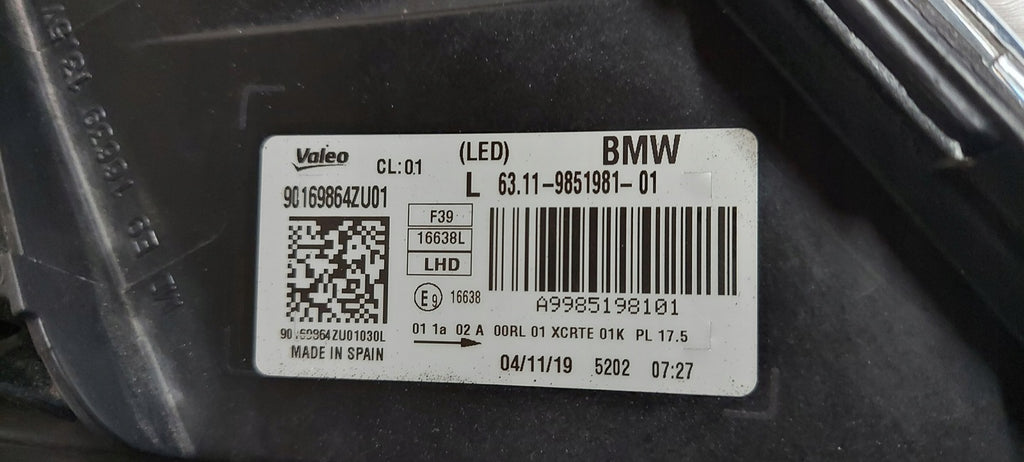 Valeo CL:01 (LED) BMW
90169864ZU01 L 63.11-9851981-01
F39
16638L
LHD
E9 16638
A9985198101
01 1a 02 A 00RL 01 XCRTE 01K PL 17.5
90169864ZU01030L
MADE IN SPAIN
04/11/19 5202 07:27